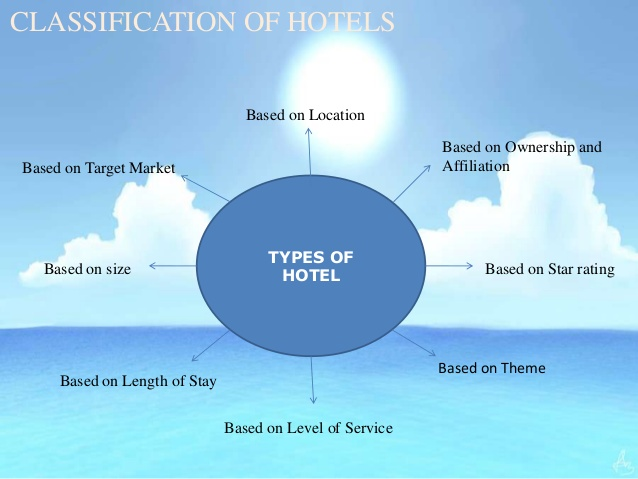 CLASSIFICATION OF HOTELS
Based on Location
Based on Ownership and
Affiliation
Based on Target Market
TYPES OF
HOTEL
Based on size
Based on Star rating
Based on Theme
Based on Length of Stay
Based on Level of Service